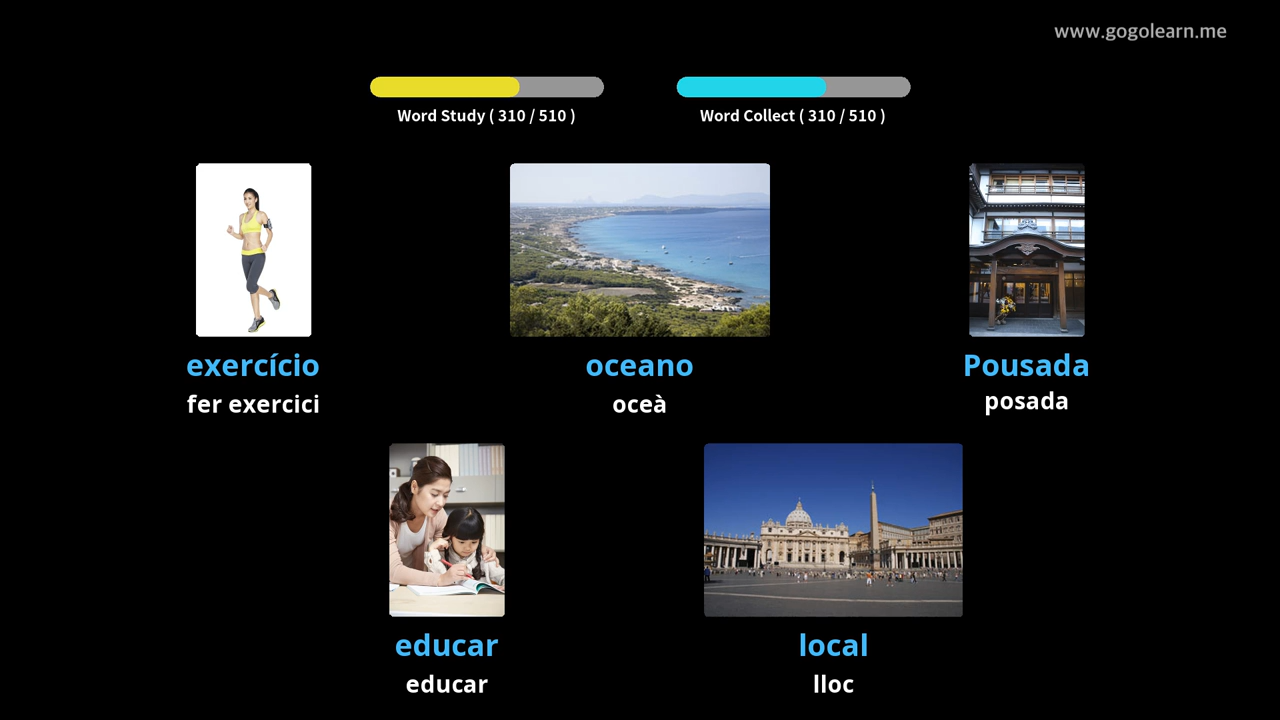 www.gogolearn.me
Word Study ( 310 / 510 )
Word Collect ( 310 / 510 )
exercício
fer exercici
oceano
oceà
Pousada
posada
educar
educar
local
lloc